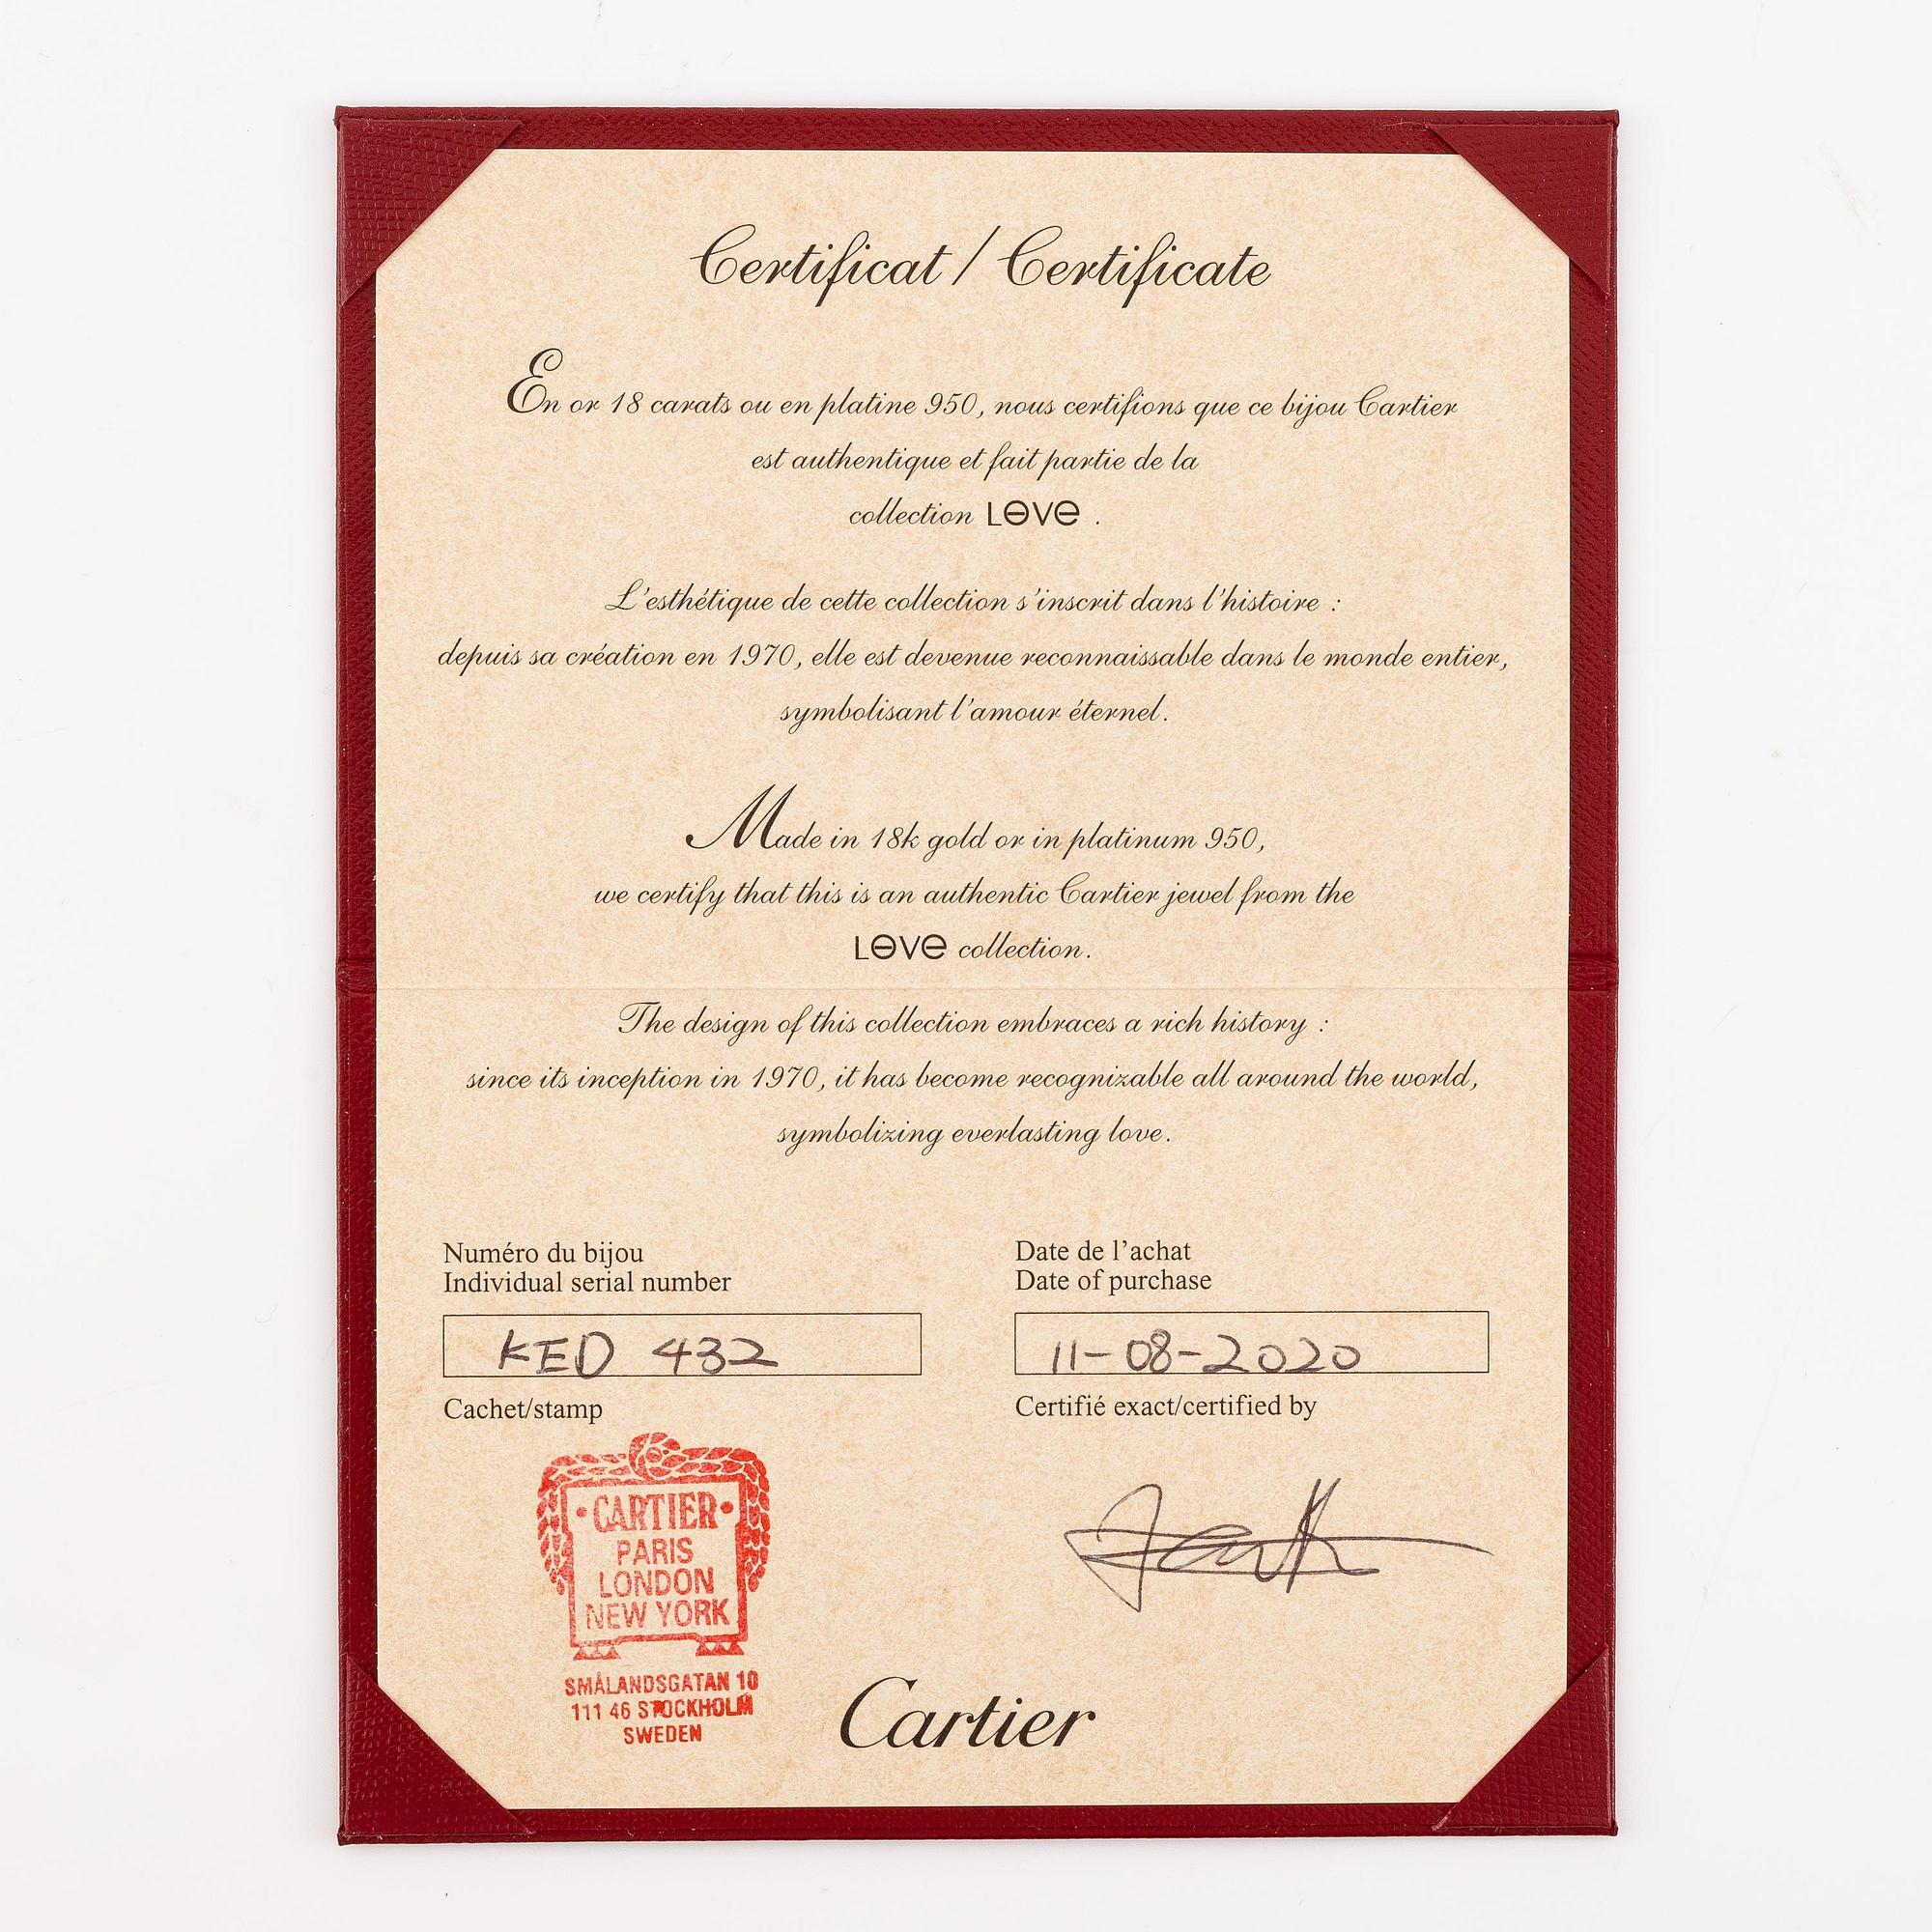 Certificat / Certificate
En or 18 carats ou en platine 950, nous certifions que ce bijou Cartier
est authentique et fait partie de la
collection LOVE .
L'esthétique de cette collection s'inscrit dans l'histoire :
depuis sa création en 1970, elle est devenue reconnaissable dans le monde entier,
symbolisant l'amour éternel.
Made in 18k gold or in platinum 950,
we certify that this is an authentic Cartier jewel from the
LOVE collection.
The design of this collection embraces a rich history :
since its inception in 1970, it has become recognizable all around the world,
symbolizing everlasting love.
Numéro du bijou
Individual serial number
KED 432
Date de l'achat
Date of purchase
11-08-2020
Cachet/stamp
Certifié exact/certified by
·CARTIER·
PARIS
LONDON
NEW YORK
SMÅLANDSGATAN 10
111 46 STOCKHOLM
SWEDEN
Cartier